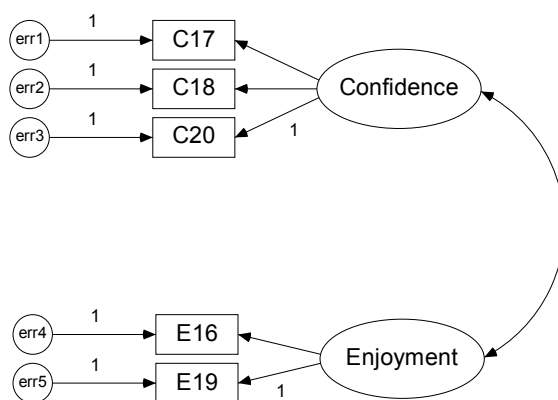 1
err1
C17
1
err2
C18
Confidence
1
err3
C20
1
1
err4
E16
Enjoyment
1
err5
E19
1